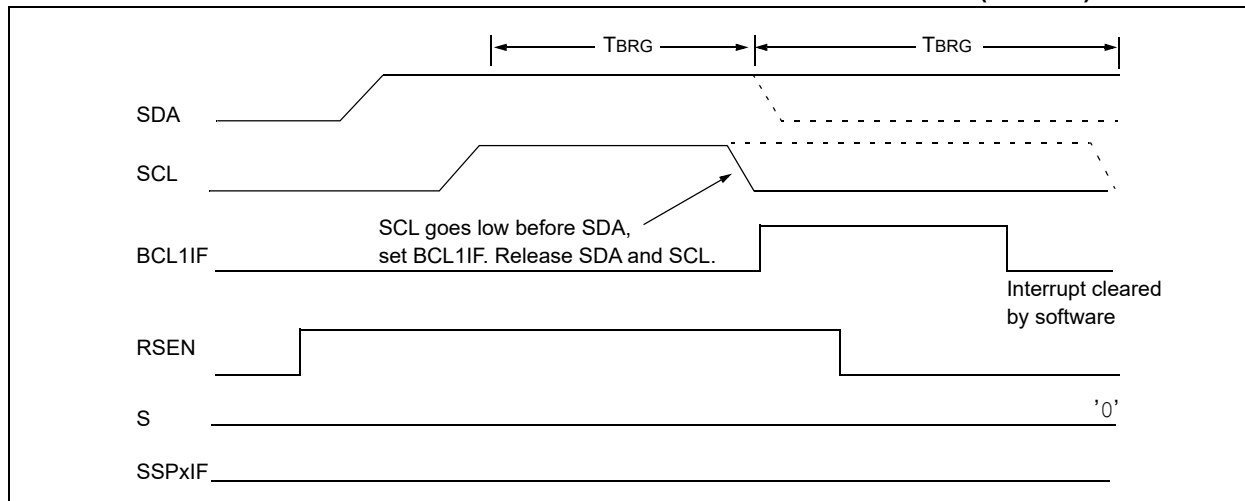 TBRG TBRG
SDA
SCL
SCL goes low before SDA,
set BCL1IF. Release SDA and SCL.
BCL1IF
Interrupt cleared
by software
RSEN
S '0'
SSPxIF